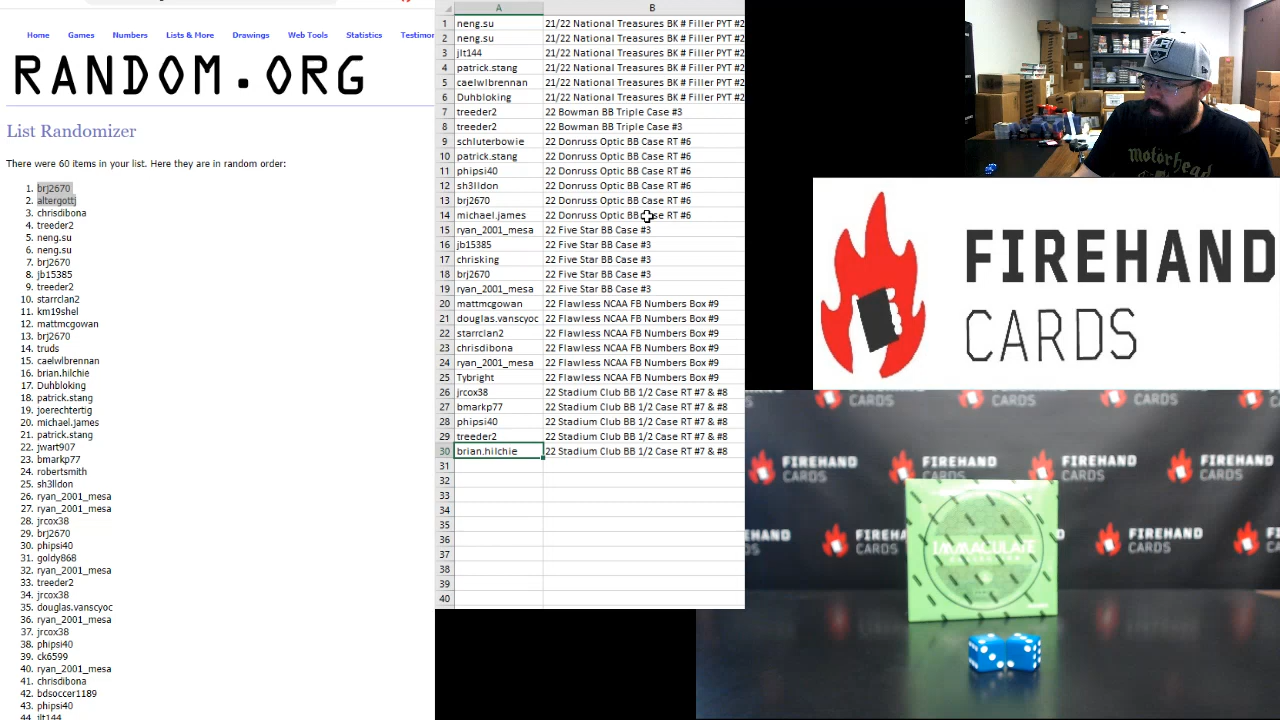 Home Games Numbers Lists & More Drawings Web Tools Statistics Testimor
RANDOM.ORG
List Randomizer
There were 60 items in your list. Here they are in random order:
1. brj2670
2. altergottj
3. chrisdibona
4. treeder2
5. neng.su
6. neng.su
7. brj2670
8. jb15385
9. treeder2
10. starrclan2
11. km19shel
12. mattmcgowan
13. brj2670
14. truds
15. caelwlbrennan
16. brian.hilchie
17. Duhbloking
18. patrick.stang
19. joerechtertig
20. michael.james
21. patrick.stang
22. jwart907
23. bmarkp77
24. robertsmith
25. sh3lldon
26. ryan_2001_mesa
27. ryan_2001_mesa
28. jrcox38
29. brj2670
30. phipsi40
31. goldy868
32. ryan_2001_mesa
33. treeder2
34. jrcox38
35. douglas.vanscyoc
36. ryan_2001_mesa
37. jrcox38
38. phipsi40
39. ck6599
40. ryan_2001_mesa
41. chrisdibona
42. bdsoccer1189
43. phipsi40
44. jlt144
A B
1 neng.su 21/22 National Treasures BK # Filler PYT #2
2 neng.su 21/22 National Treasures BK # Filler PYT #2
3 jlt144 21/22 National Treasures BK # Filler PYT #2
4 patrick.stang 21/22 National Treasures BK # Filler PYT #2
5 caelwlbrennan 21/22 National Treasures BK # Filler PYT #2
6 Duhbloking 21/22 National Treasures BK # Filler PYT #2
7 treeder2 22 Bowman BB Triple Case #3
8 treeder2 22 Bowman BB Triple Case #3
9 schluterbowie 22 Donruss Optic BB Case RT #6
10 patrick.stang 22 Donruss Optic BB Case RT #6
11 phipsi40 22 Donruss Optic BB Case RT #6
12 sh3lldon 22 Donruss Optic BB Case RT #6
13 brj2670 22 Donruss Optic BB Case RT #6
14 michael.james 22 Donruss Optic BB Case RT #6
15 ryan_2001_mesa 22 Five Star BB Case #3
16 jb15385 22 Five Star BB Case #3
17 chrisking 22 Five Star BB Case #3
18 brj2670 22 Five Star BB Case #3
19 ryan_2001_mesa 22 Five Star BB Case #3
20 mattmcgowan 22 Flawless NCAA FB Numbers Box #9
21 douglas.vanscyoc 22 Flawless NCAA FB Numbers Box #9
22 starrclan2 22 Flawless NCAA FB Numbers Box #9
23 chrisdibona 22 Flawless NCAA FB Numbers Box #9
24 ryan_2001_mesa 22 Flawless NCAA FB Numbers Box #9
25 Tybright 22 Flawless NCAA FB Numbers Box #9
26 jrcox38 22 Stadium Club BB 1/2 Case RT #7 & #8
27 bmarkp77 22 Stadium Club BB 1/2 Case RT #7 & #8
28 phipsi40 22 Stadium Club BB 1/2 Case RT #7 & #8
29 treeder2 22 Stadium Club BB 1/2 Case RT #7 & #8
30 brian.hilchie 22 Stadium Club BB 1/2 Case RT #7 & #8
31
32
33
34
35
36
37
38
39
40
MOTÖRHEAD
FIREHAND
CARDS
CARDS
FIREHAND
CARDS
FIREHAND
CARDS
FIREHAND
CARDS
FIREHAND
CARDS
FIREHAND
CARDS
IMMACULATE